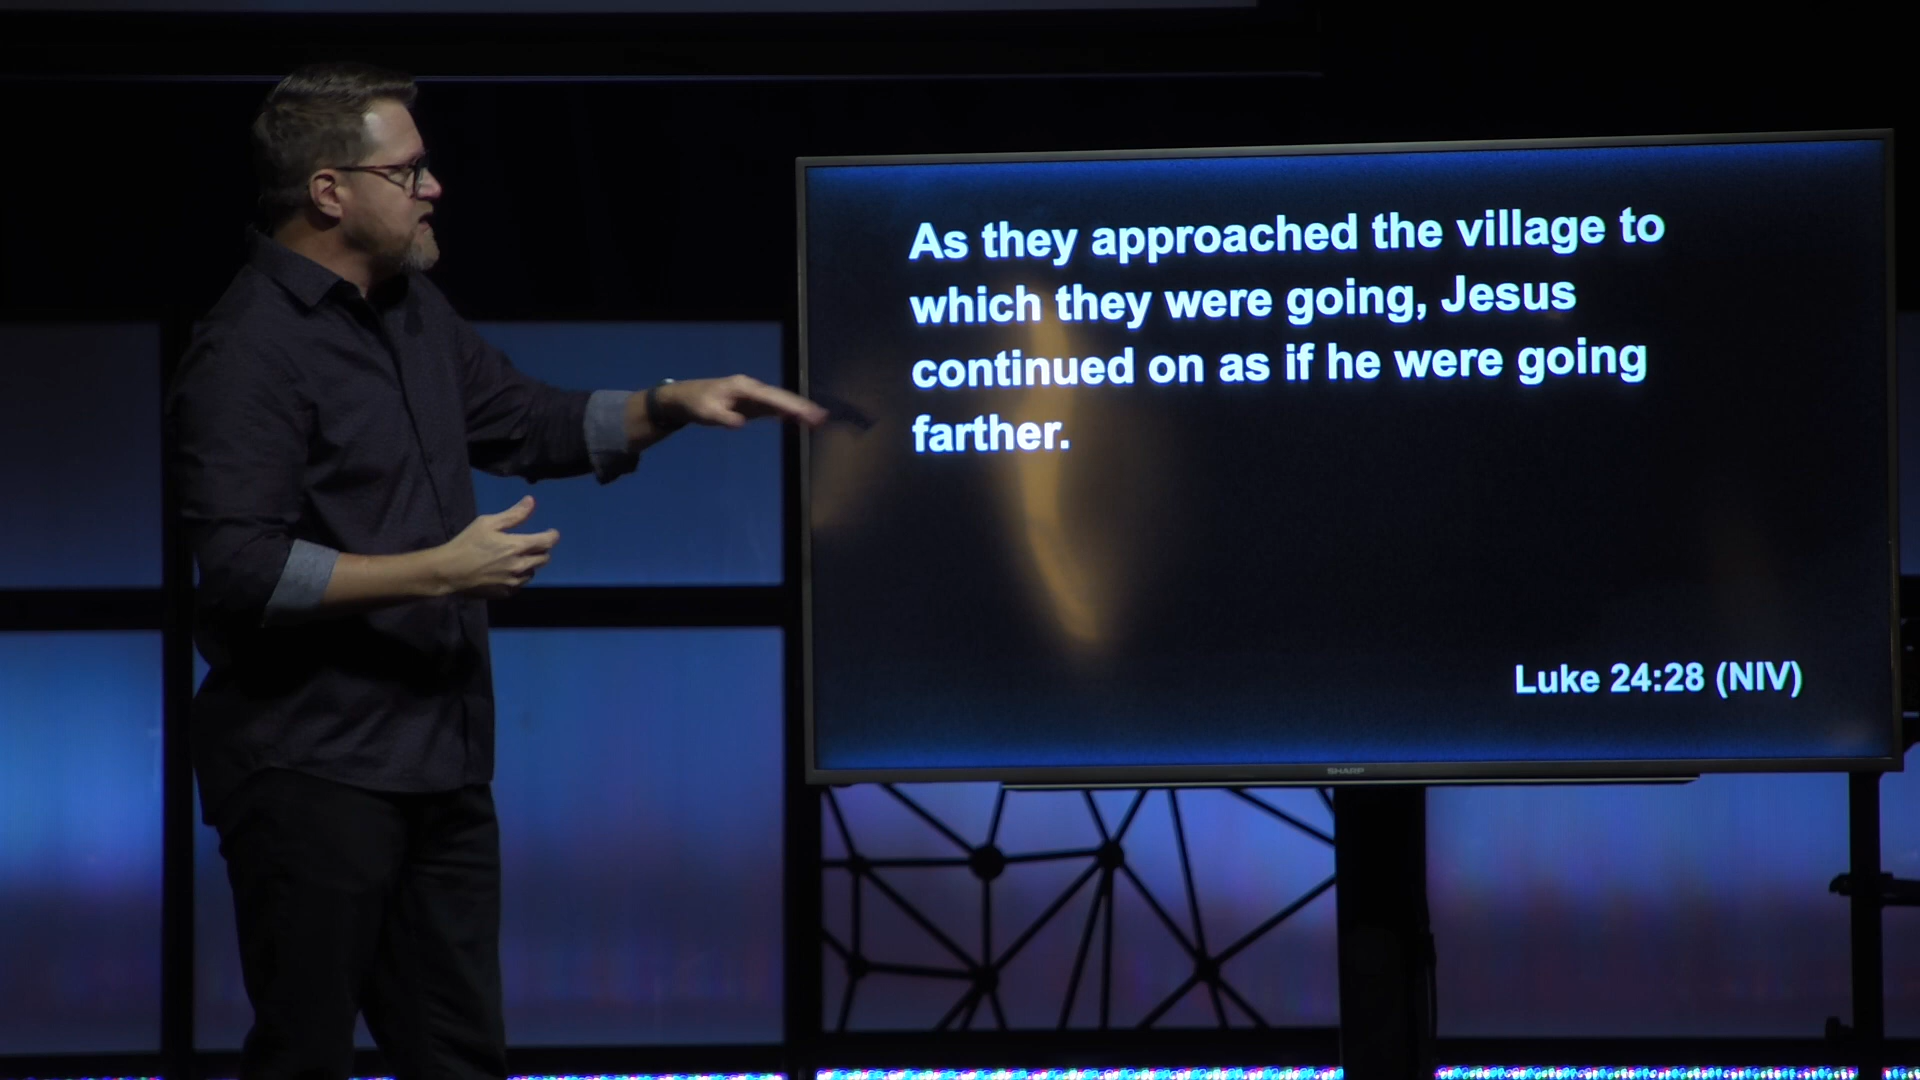 As they approached the village to
which they were going, Jesus
continued on as if he were going
farther.
Luke 24:28 (NIV)
SHARP